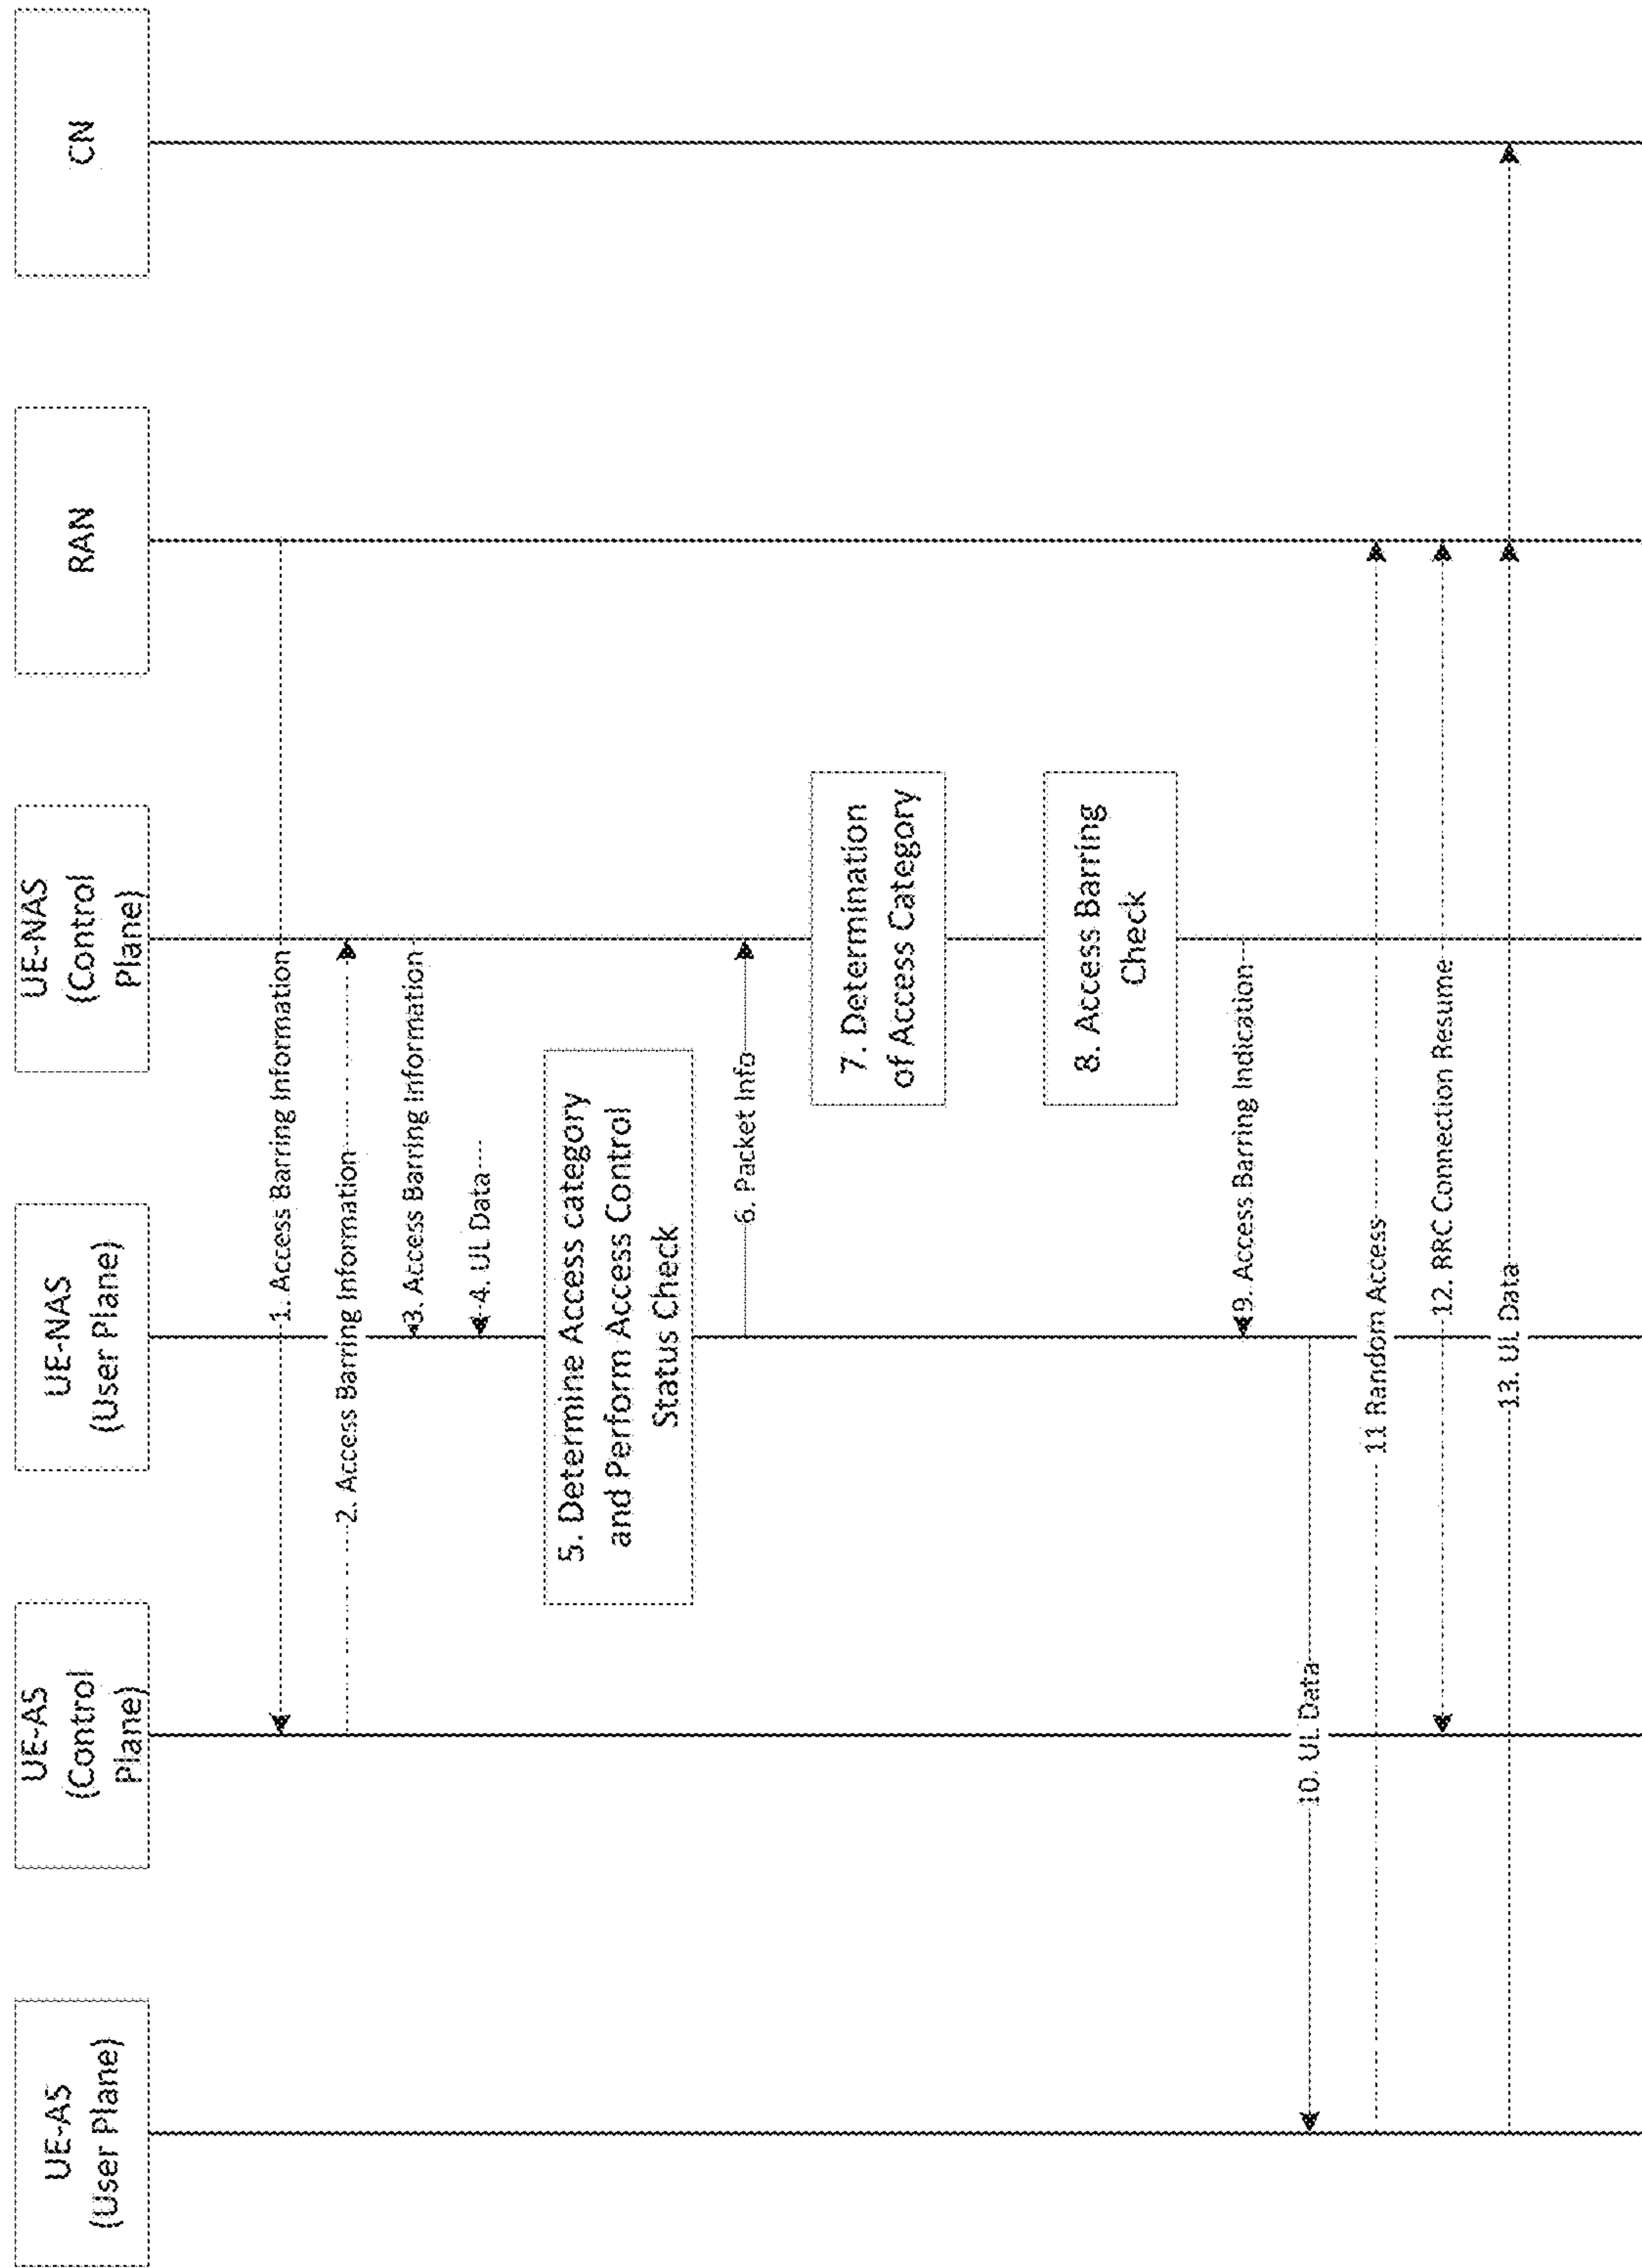 UE-AS
(User Plane)
UE-AS
(Control
Plane)
UE-NAS
(User Plane)
UE-NAS
(Control
Plane)
RAN
CN
1. Access Barring Information
2. Access Barring Information
3. Access Barring Information
4. UL Data
5. Determine Access category
and Perform Access Control
Status Check
6. Packet Info
7. Determination
of Access Category
8. Access Barring
Check
9. Access Barring Indication
10. UL Data
11 Random Access
12. RRC Connection Resume
13. UL Data